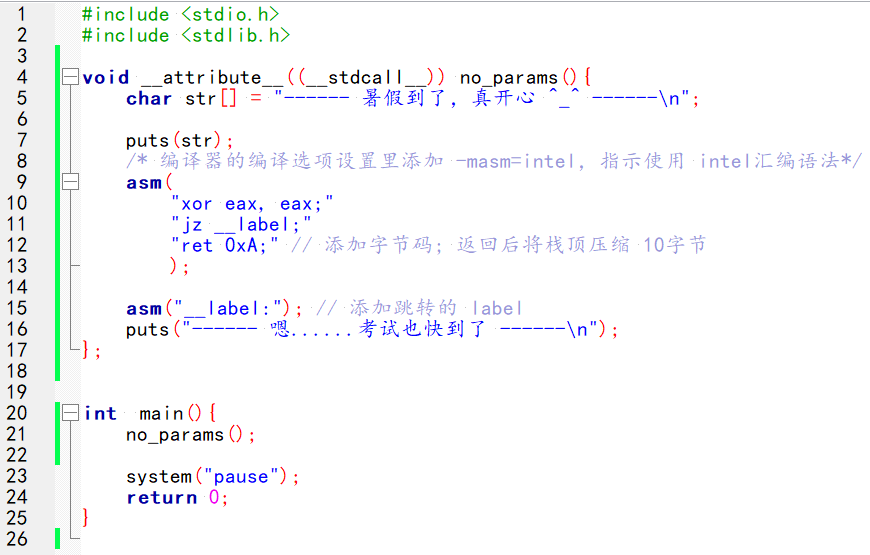 1 #include <stdio.h>
2 #include <stdlib.h>
3
4 void __attribute__((__stdcall__)) no_params(){
5 char str[] = "------ 暑假到了，真开心 ^_^ ------\n";
6
7 puts(str);
8 /* 编译器的编译选项设置里添加 -masm=intel, 指示使用 intel汇编语法*/
9 asm(
10 "xor eax, eax;"
11 "jz __label;"
12 "ret 0xA;" // 添加字节码; 返回后将栈顶压缩 10字节
13 );
14
15 asm("__label:"); // 添加跳转的 label
16 puts("------ 嗯......考试也快到了 ------\n");
17 };
18
19
20 int main(){
21 no_params();
22
23 system("pause");
24 return 0;
25 }
26